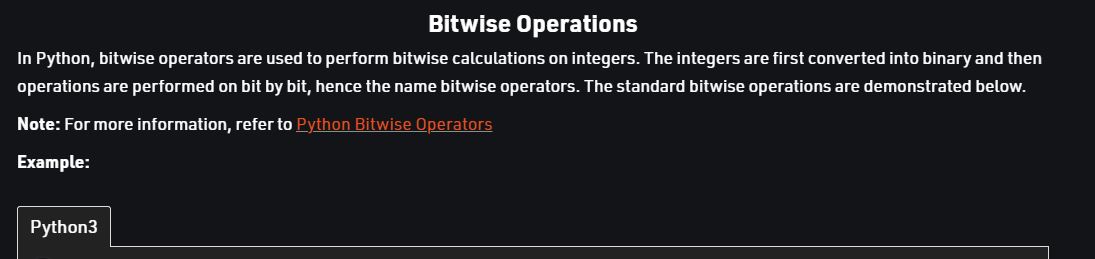 Bitwise Operations
In Python, bitwise operators are used to perform bitwise calculations on integers. The integers are first converted into binary and then
operations are performed on bit by bit, hence the name bitwise operators. The standard bitwise operations are demonstrated below.
Note: For more information, refer to Python Bitwise Operators
Example:
Python3